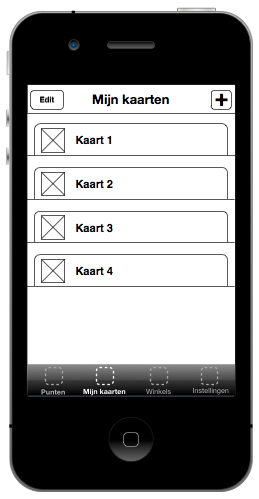 Edit Mijn kaarten +
Kaart 1
Kaart 2
Kaart 3
Kaart 4
Punten Mijn kaarten Winkels Instellingen